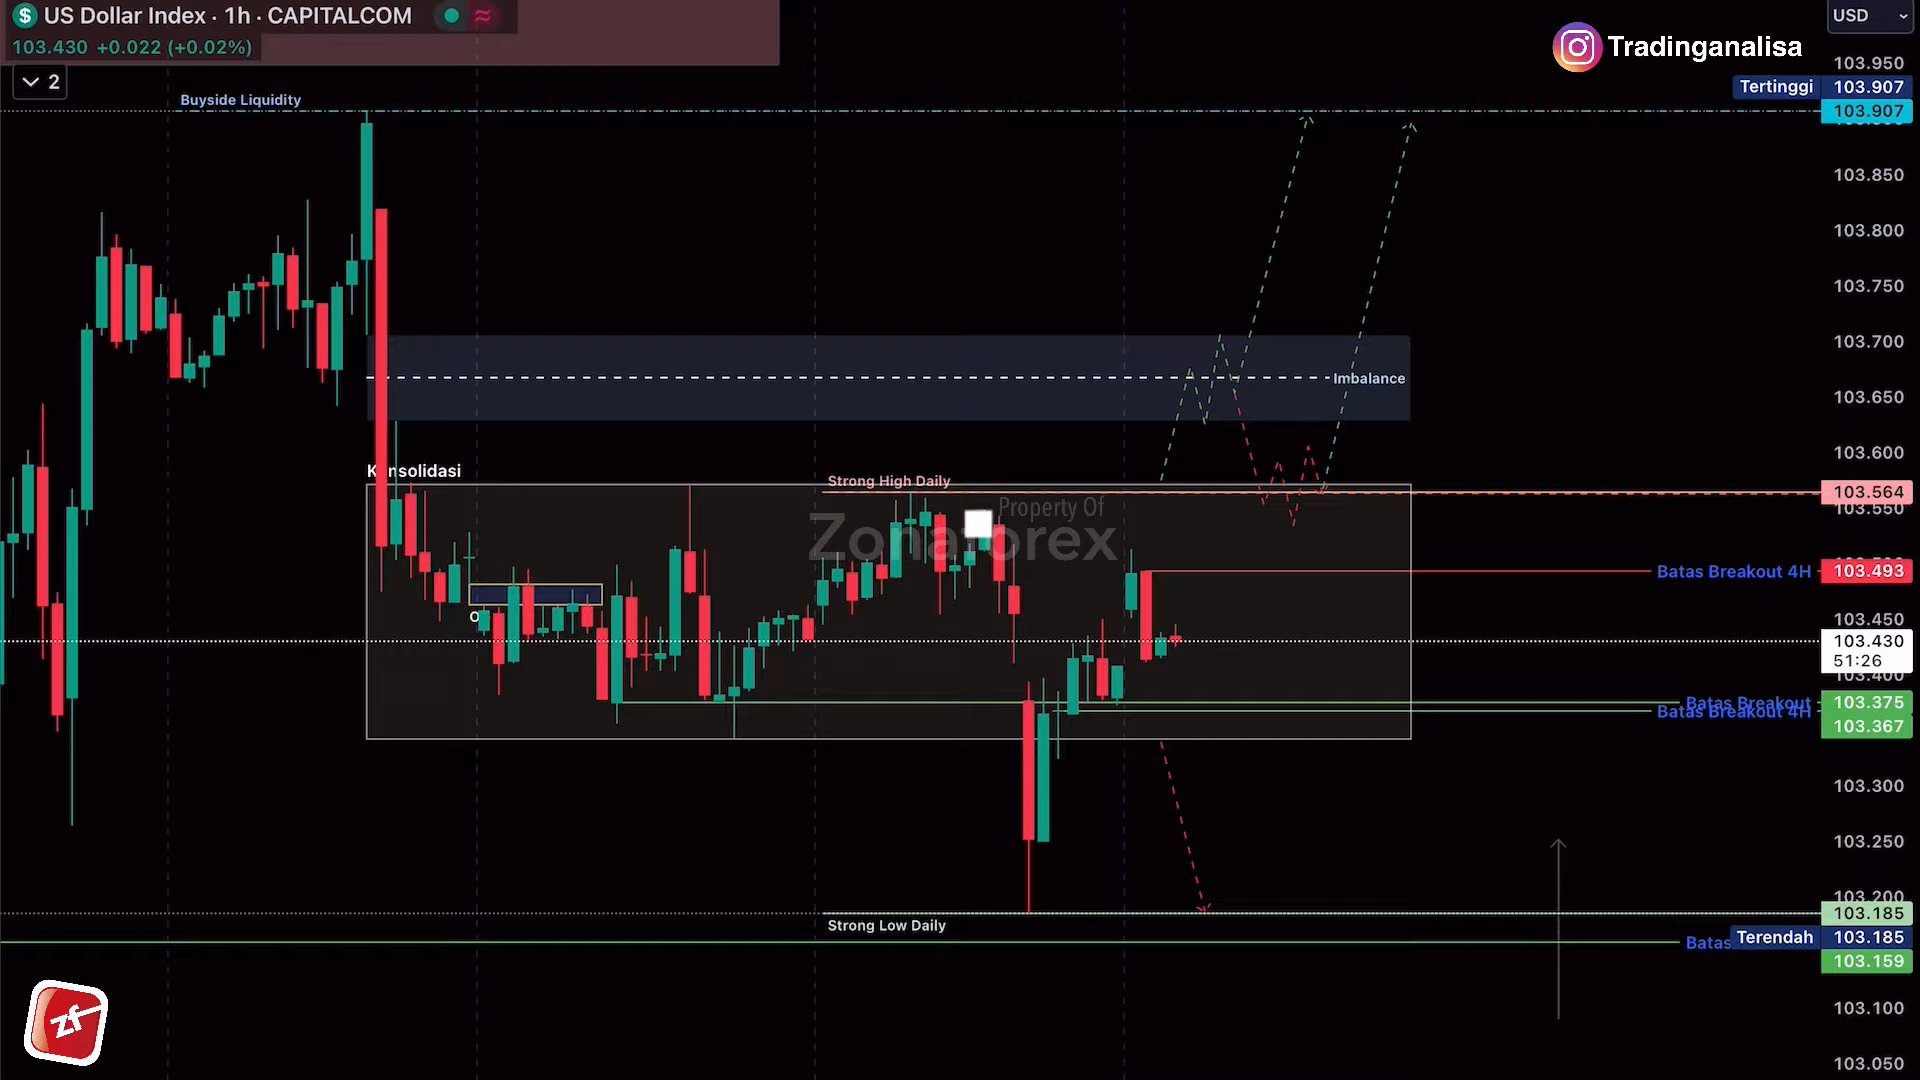 US Dollar Index · 1h · CAPITALCOM
103.430 +0.022 (+0.02%)
2
USD
Tradinganalisa
103.950
Tertinggi 103.907
Buyside Liquidity
103.907
103.850
103.800
103.750
103.700
Imbalance
103.650
103.600
Konsolidasi
Strong High Daily
103.564
103.550
Property Of
Zonaforex
Batas Breakout 4H 103.493
O
103.450
103.430
51:26
103.400
Batas Breakout 103.375
Batas Breakout 4H
103.367
103.300
103.250
103.200
103.185
Strong Low Daily
Batas Terendah 103.185
103.159
zf
103.100
103.050